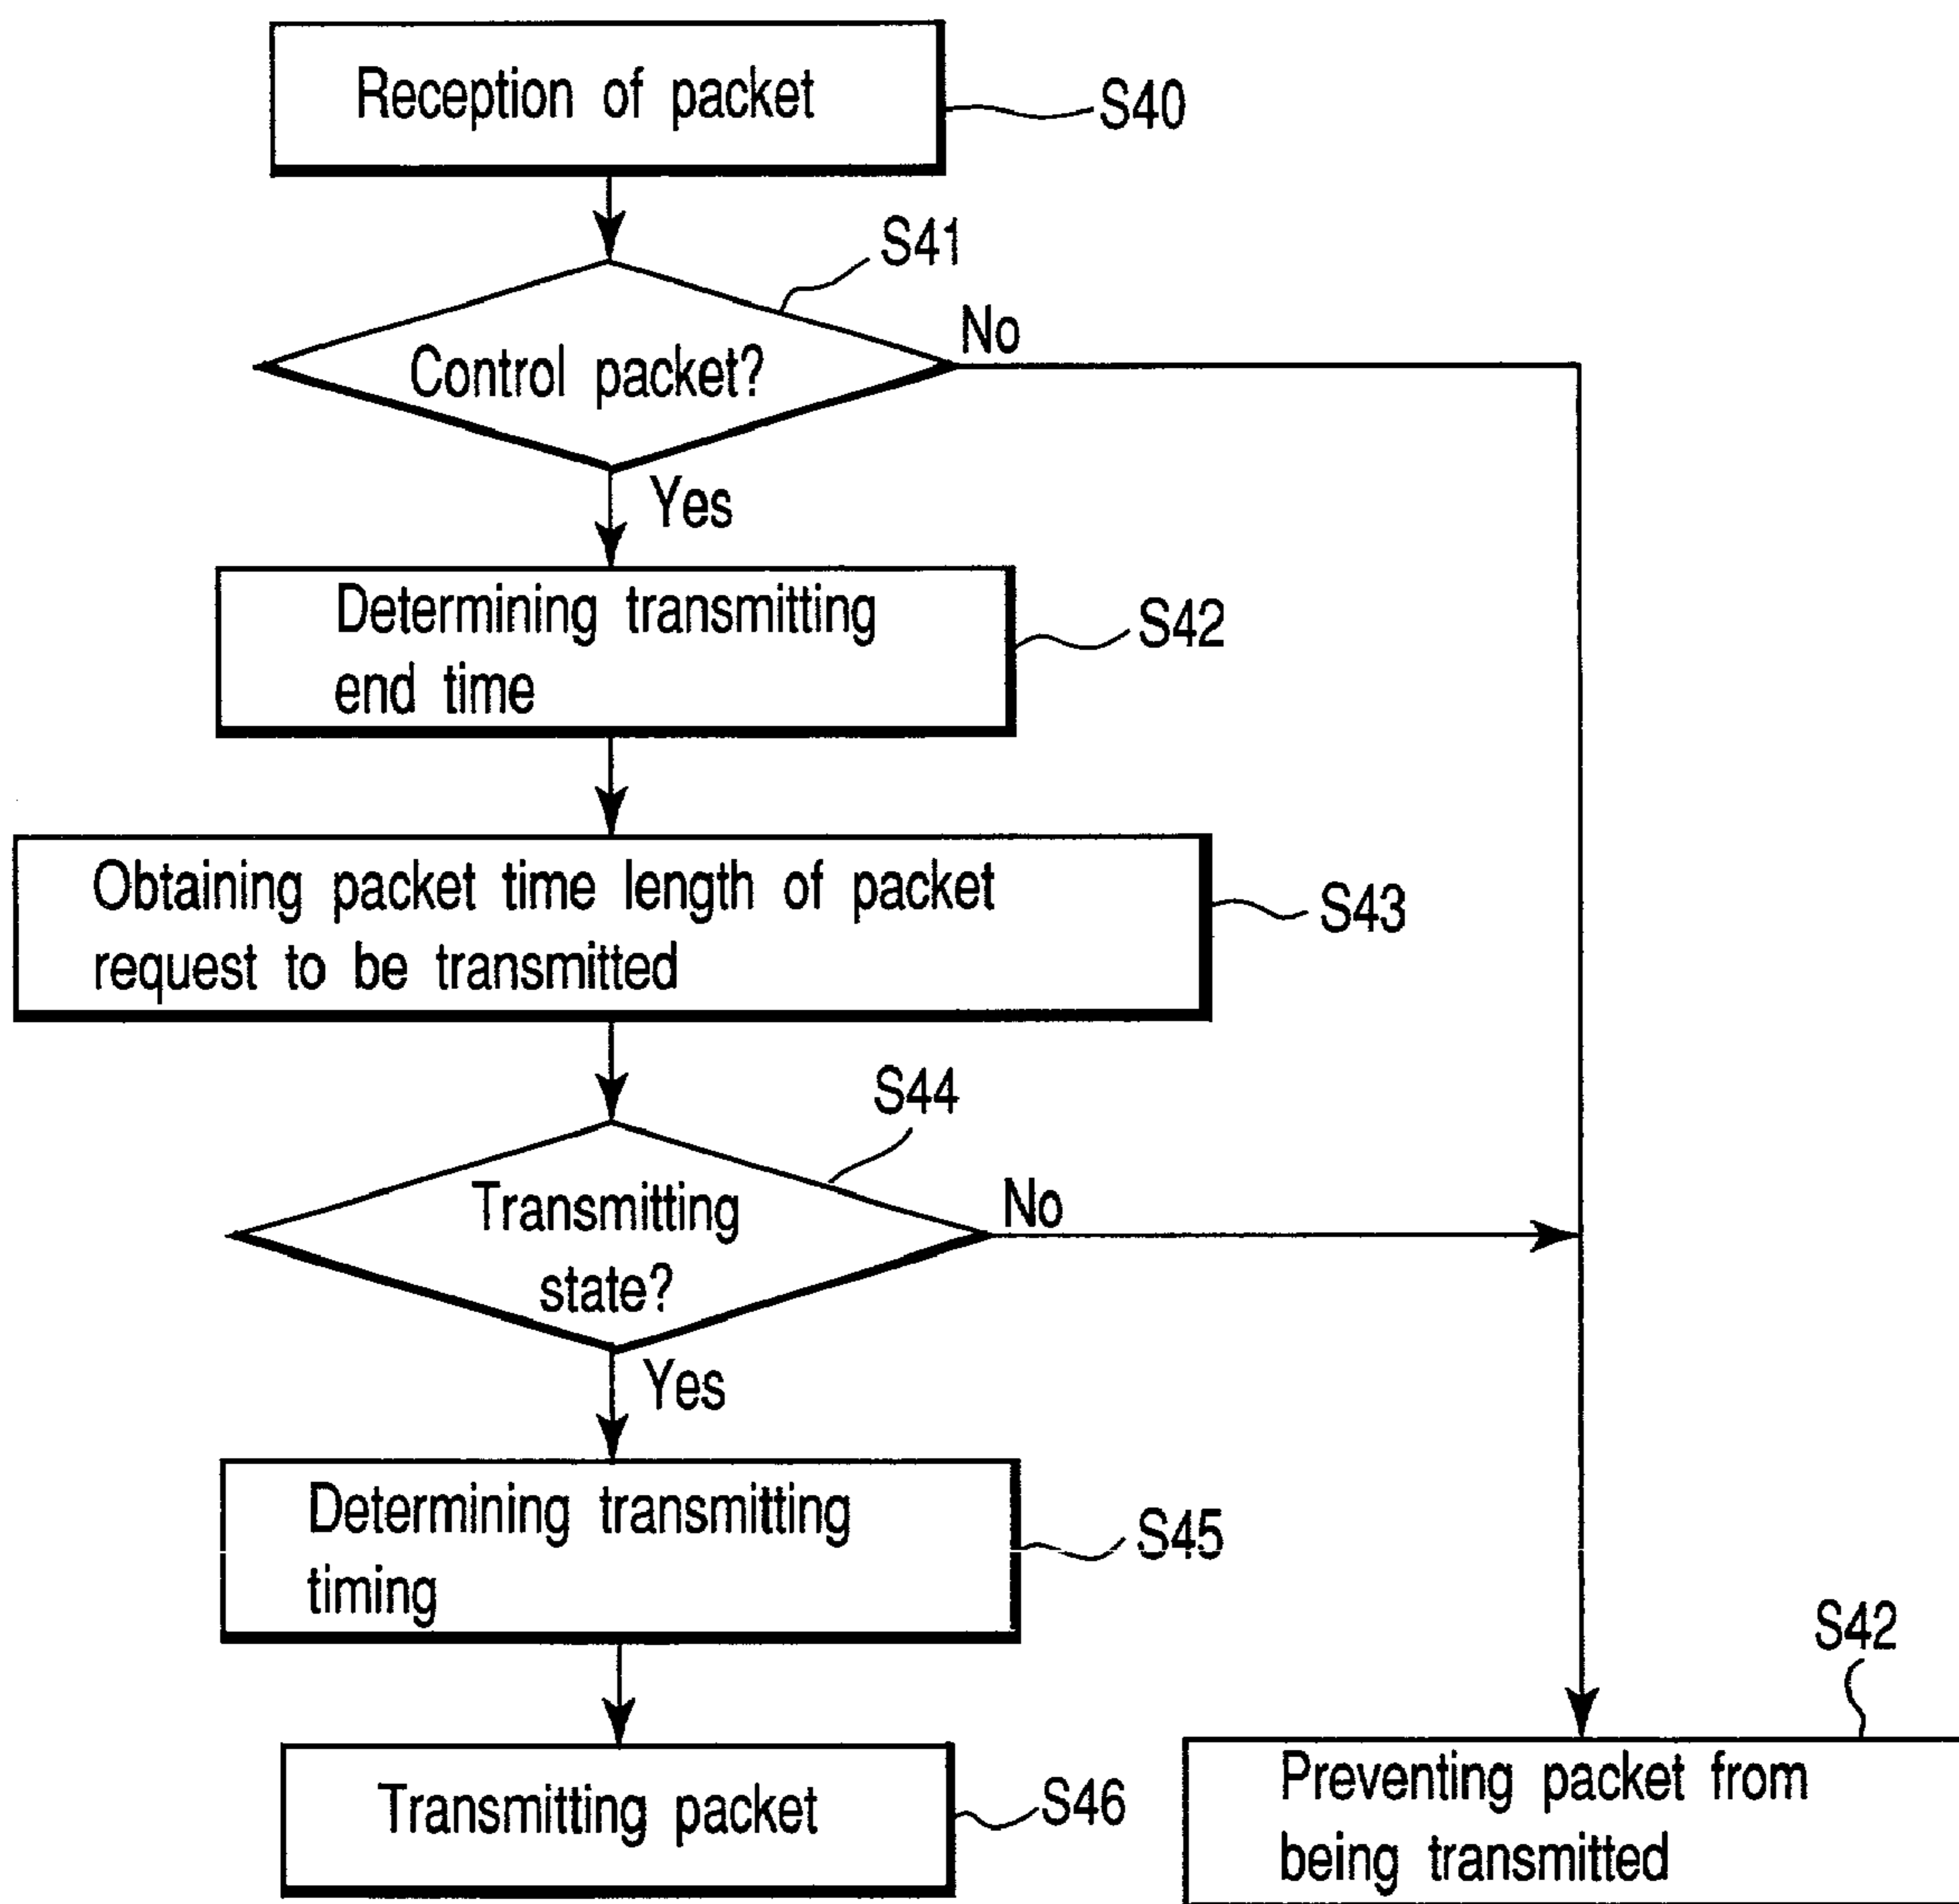 Reception of packet
S40
S41
Control packet?
No
Yes
Determining transmitting
end time
S42
Obtaining packet time length of packet
request to be transmitted
S43
S44
Transmitting
state?
No
Yes
Determining transmitting
timing
S45
S42
Transmitting packet
S46
Preventing packet from
being transmitted